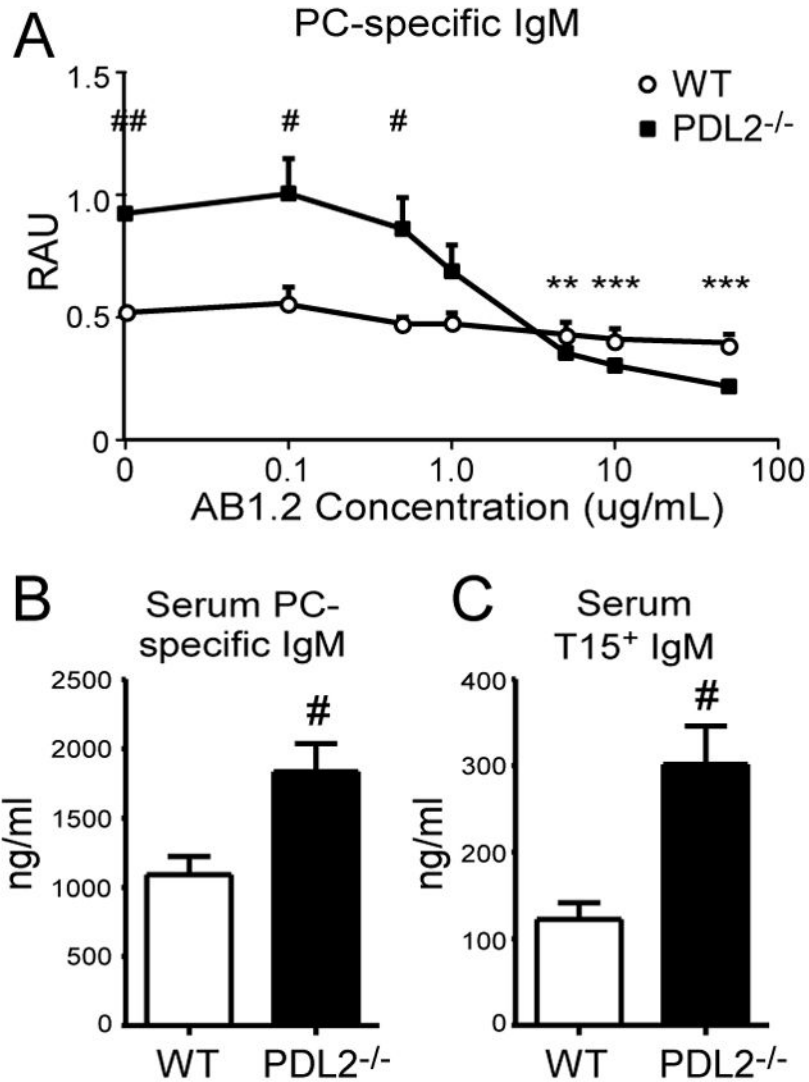 A
PC-specific IgM
1.5
1.0
0.5
0
RAU
## # #
** *** ***
WT
PDL2-/-
0 0.1 1.0 10 100
AB1.2 Concentration (ug/mL)
B
Serum PC-
specific IgM
2500
2000
1500
1000
500
0
ng/ml
#
WT PDL2-/-
C
Serum
T15+ IgM
400
300
200
100
0
ng/ml
#
WT PDL2-/-